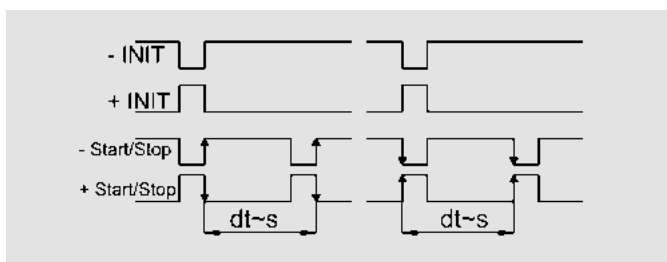 - INIT
+ INIT
- Start/Stop
+ Start/Stop
dt~s dt~s